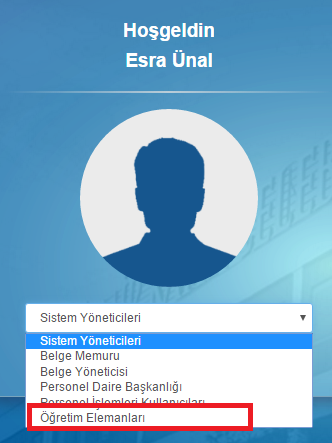 Hoşgeldin
Esra Ünal
Sistem Yöneticileri
Sistem Yöneticileri
Belge Memuru
Belge Yöneticisi
Personel Daire Başkanlığı
Personel İşlemleri Kullanıcıları
Öğretim Elemanları